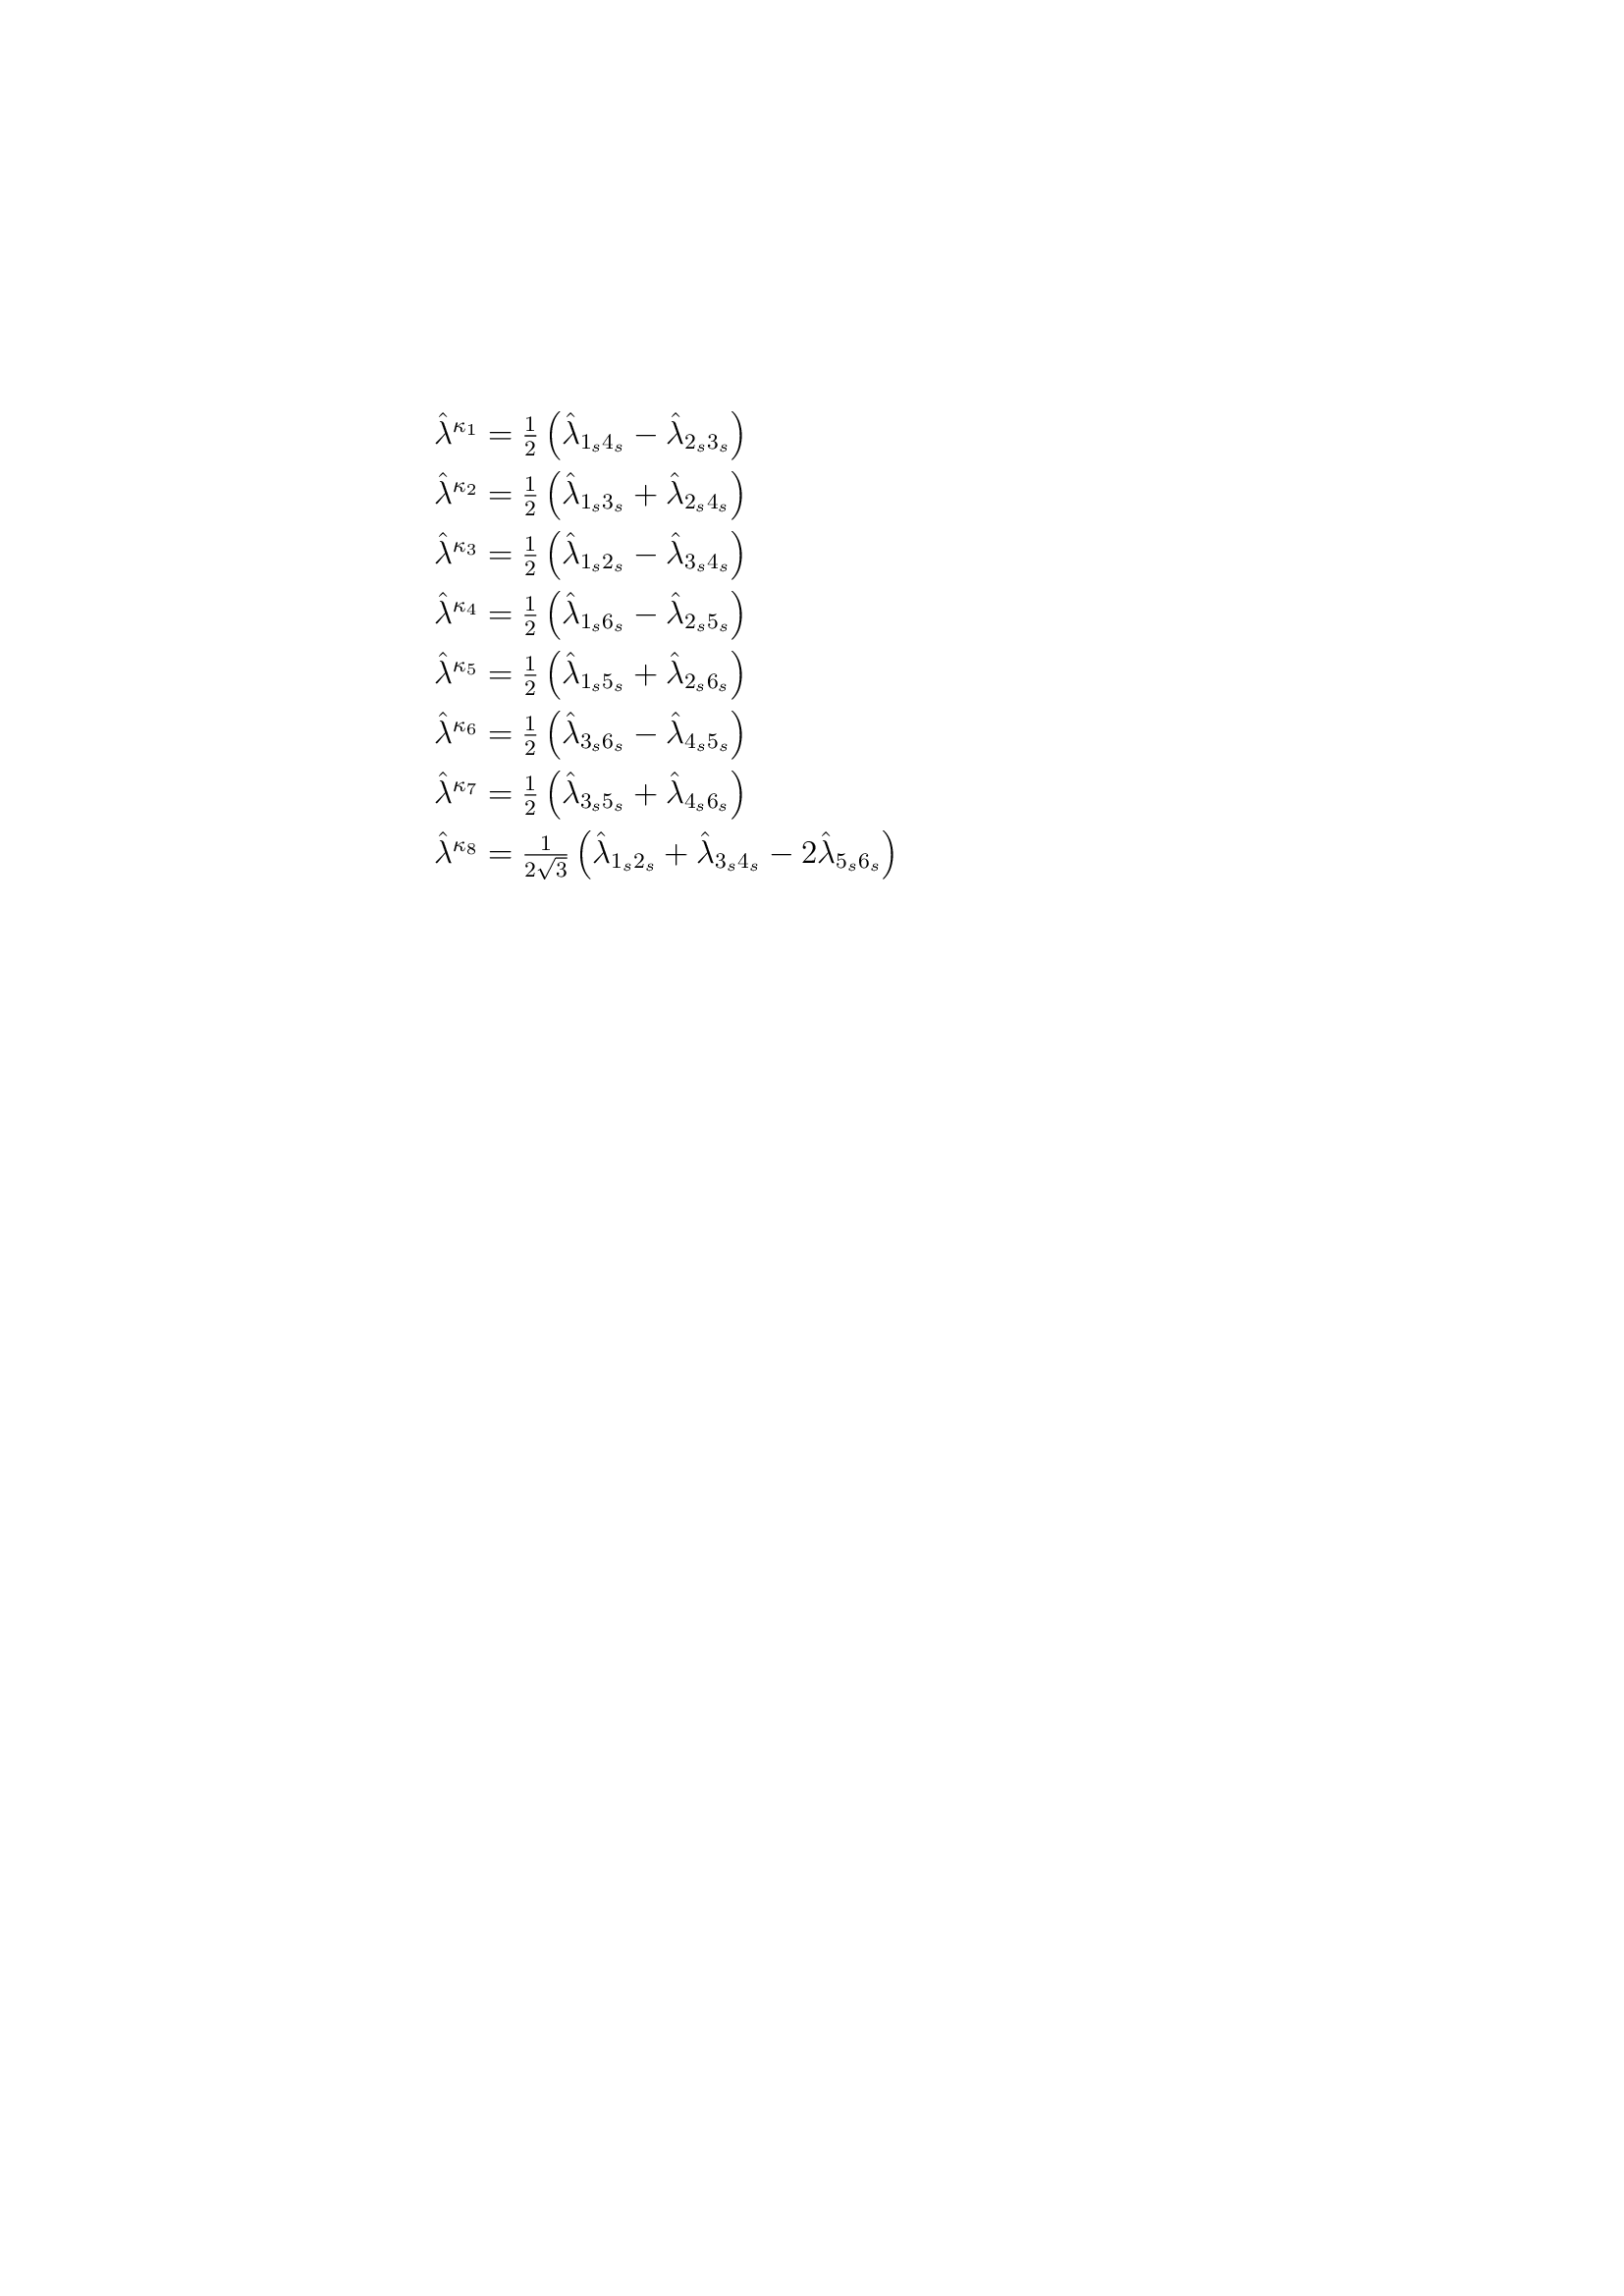 $\hat{\lambda}^{\kappa_1} = \frac{1}{2} \left( \hat{\lambda}_{1_s 4_s} - \hat{\lambda}_{2_s 3_s} \right)$
$\hat{\lambda}^{\kappa_2} = \frac{1}{2} \left( \hat{\lambda}_{1_s 3_s} + \hat{\lambda}_{2_s 4_s} \right)$
$\hat{\lambda}^{\kappa_3} = \frac{1}{2} \left( \hat{\lambda}_{1_s 2_s} - \hat{\lambda}_{3_s 4_s} \right)$
$\hat{\lambda}^{\kappa_4} = \frac{1}{2} \left( \hat{\lambda}_{1_s 6_s} - \hat{\lambda}_{2_s 5_s} \right)$
$\hat{\lambda}^{\kappa_5} = \frac{1}{2} \left( \hat{\lambda}_{1_s 5_s} + \hat{\lambda}_{2_s 6_s} \right)$
$\hat{\lambda}^{\kappa_6} = \frac{1}{2} \left( \hat{\lambda}_{3_s 6_s} - \hat{\lambda}_{4_s 5_s} \right)$
$\hat{\lambda}^{\kappa_7} = \frac{1}{2} \left( \hat{\lambda}_{3_s 5_s} + \hat{\lambda}_{4_s 6_s} \right)$
$\hat{\lambda}^{\kappa_8} = \frac{1}{2\sqrt{3}} \left( \hat{\lambda}_{1_s 2_s} + \hat{\lambda}_{3_s 4_s} - 2\hat{\lambda}_{5_s 6_s} \right)$